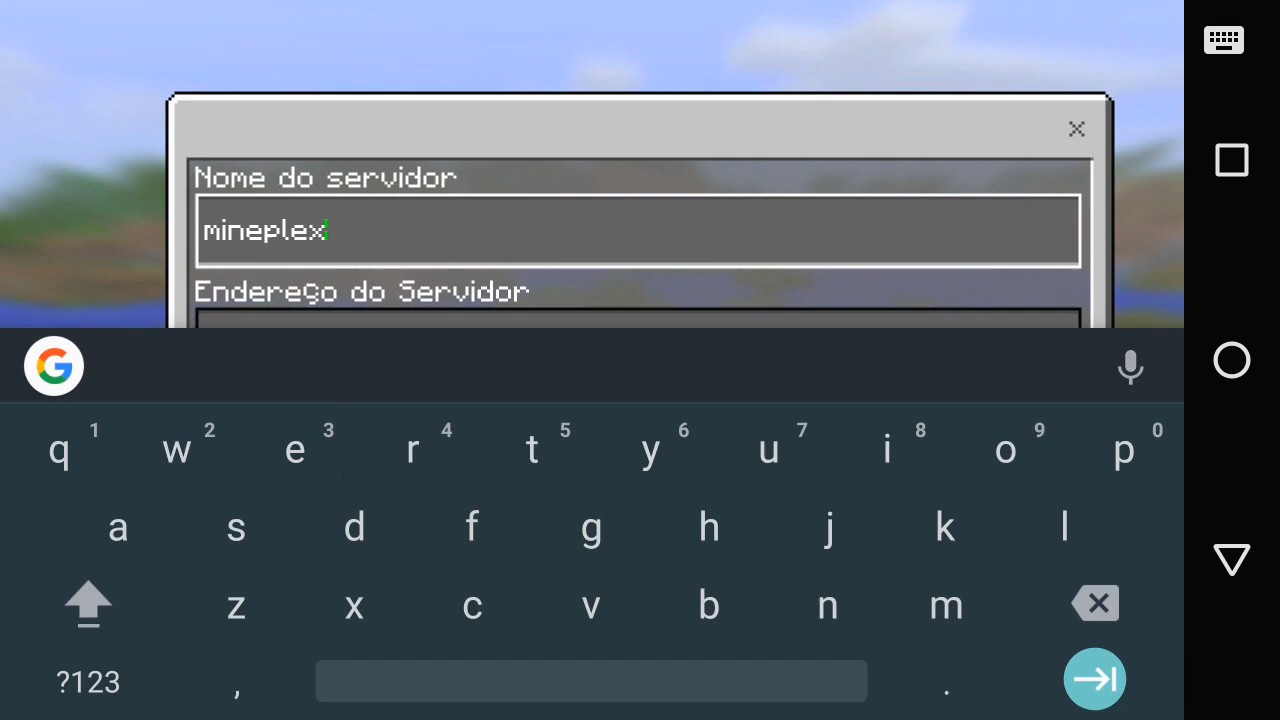 Nome do servidor
mineplex
Endereço do Servidor
G
q 1 w 2 e 3 r 4 t 5 y 6 u 7 i 8 o 9 p 0
a s d f g h j k l
z x c v b n m
?123 , .